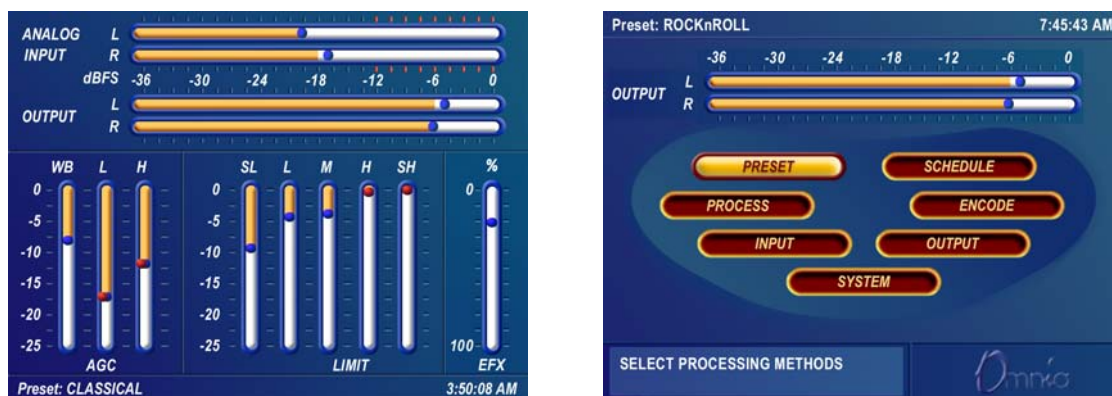 ANALOG INPUT L
R
dBFS -36 -30 -24 -18 -12 -6 0
OUTPUT L
R
WB L H SL L M H SH %
0 0 0
-5 -5
-10 -10
-15 -15
-20 -20
-25 -25 100
AGC LIMIT EFX
Preset: CLASSICAL 3:50:08 AM
Preset: ROCKnROLL 7:45:43 AM
-36 -30 -24 -18 -12 -6 0
OUTPUT L
R
PRESET SCHEDULE
PROCESS ENCODE
INPUT OUTPUT
SYSTEM
SELECT PROCESSING METHODS
Omnia